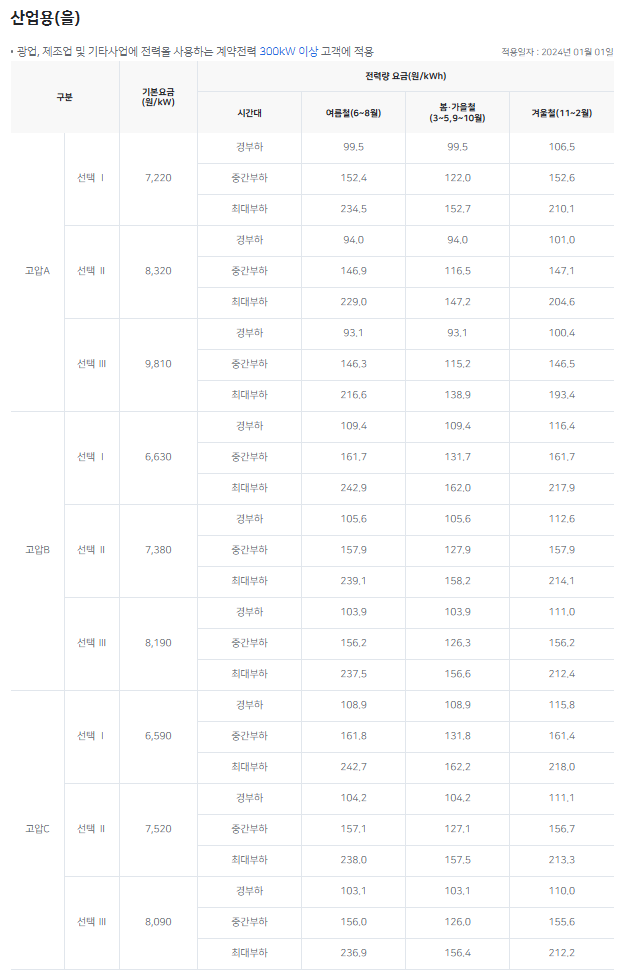 산업용(을)
• 광업, 제조업 및 기타사업에 전력을 사용하는 계약전력 300kW 이상 고객에 적용
적용일자 : 2024년 01월 01일
구분 기본요금 (원/kW) 전력량 요금(원/kWh)
시간대 여름철(6~8월) 봄·가을철 (3~5,9~10월) 겨울철(11~2월)
고압A
선택 Ⅰ 7,220
경부하 99.5 99.5 106.5
중간부하 152.4 122.0 152.6
최대부하 234.5 152.7 210.1
선택 Ⅱ 8,320
경부하 94.0 94.0 101.0
중간부하 146.9 116.5 147.1
최대부하 229.0 147.2 204.6
선택 Ⅲ 9,810
경부하 93.1 93.1 100.4
중간부하 146.3 115.2 146.5
최대부하 216.6 138.9 193.4
고압B
선택 Ⅰ 6,630
경부하 109.4 109.4 116.4
중간부하 161.7 131.7 161.7
최대부하 242.9 162.0 217.9
선택 Ⅱ 7,380
경부하 105.6 105.6 112.6
중간부하 157.9 127.9 157.9
최대부하 239.1 158.2 214.1
선택 Ⅲ 8,190
경부하 103.9 103.9 111.0
중간부하 156.2 126.3 156.2
최대부하 237.5 156.6 212.4
고압C
선택 Ⅰ 6,590
경부하 108.9 108.9 115.8
중간부하 161.8 131.8 161.4
최대부하 242.7 162.2 218.0
선택 Ⅱ 7,520
경부하 104.2 104.2 111.1
중간부하 157.1 127.1 156.7
최대부하 238.0 157.5 213.3
선택 Ⅲ 8,090
경부하 103.1 103.1 110.0
중간부하 156.0 126.0 155.6
최대부하 236.9 156.4 212.2